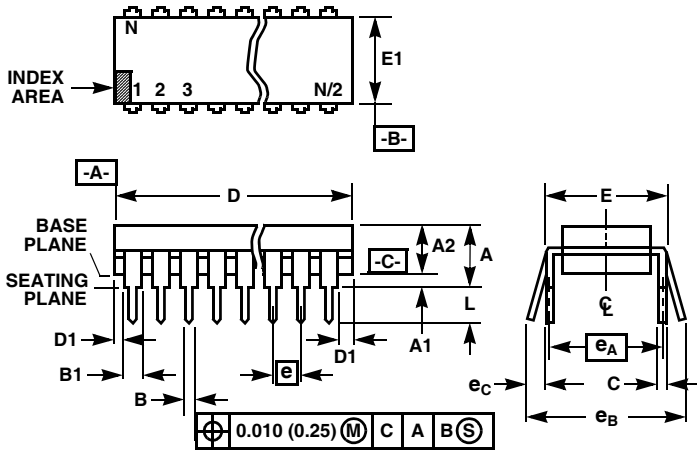 N
E1
INDEX
AREA
1 2 3 N/2
-B-
-A-
D
E
BASE
PLANE
A2
A
-C-
SEATING
PLANE
L
C
L
D1
A1
D1
eA
B1
e
eC
C
B
eB
0.010 (0.25) M C A B S